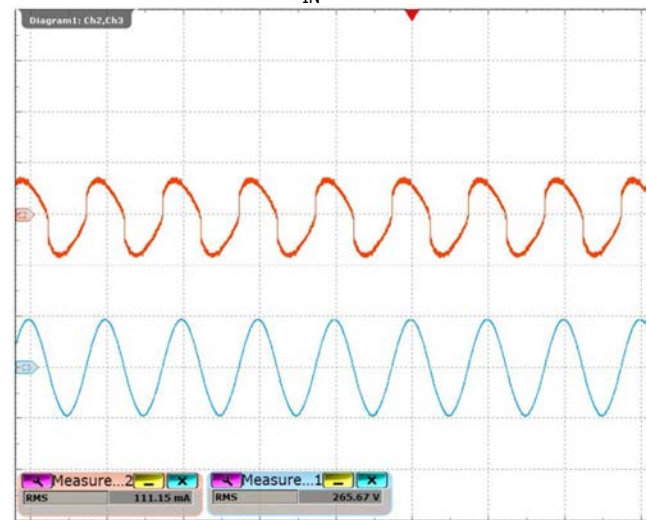 IN
Diagram1: Ch2,Ch3
Measure...2
RMS 111.15 mA
Measure...1
RMS 265.67 V